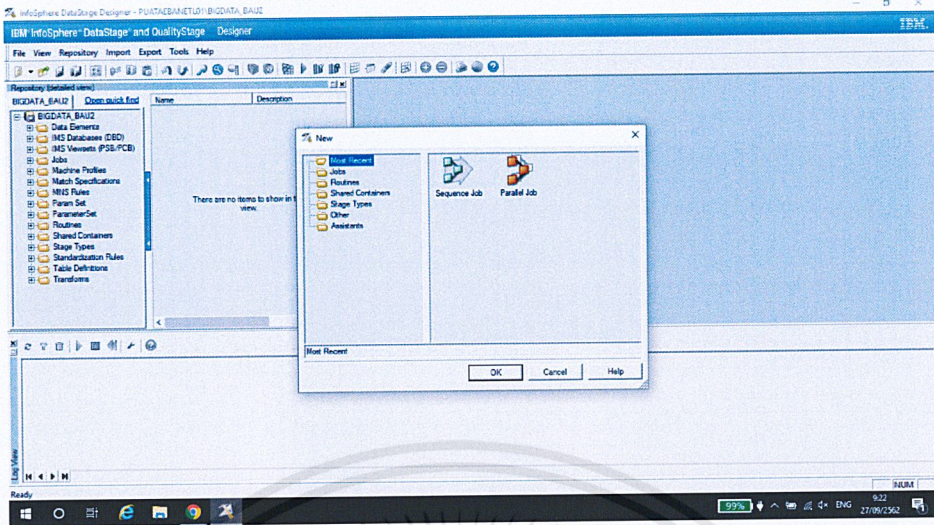 InfoSphere DataStage Designer - PUATAEBANETL01\BIGDATA_BAU2
IBM InfoSphere DataStage and QualityStage Designer
IBM.
File View Repository Import Export Tools Help
Repository (detailed view)
BIGDATA_BAU2 Open quick find Name Description
BIGDATA_BAU2
Data Elements
IMS Databases (DBD)
IMS Viewsets (PSB/PCB)
Jobs
Machine Profiles
Match Specifications
MNS Rules
Param Set
ParameterSet
Routines
Shared Containers
Stage Types
Standardization Rules
Table Definitions
Transforms
There are no items to show in t
view.
New
Most Recent
Jobs
Routines
Shared Containers
Stage Types
Other
Assistants
Sequence Job Parallel Job
Most Recent
OK Cancel Help
Log View
Ready
NUM
99% ENG 9:22
27/09/2562